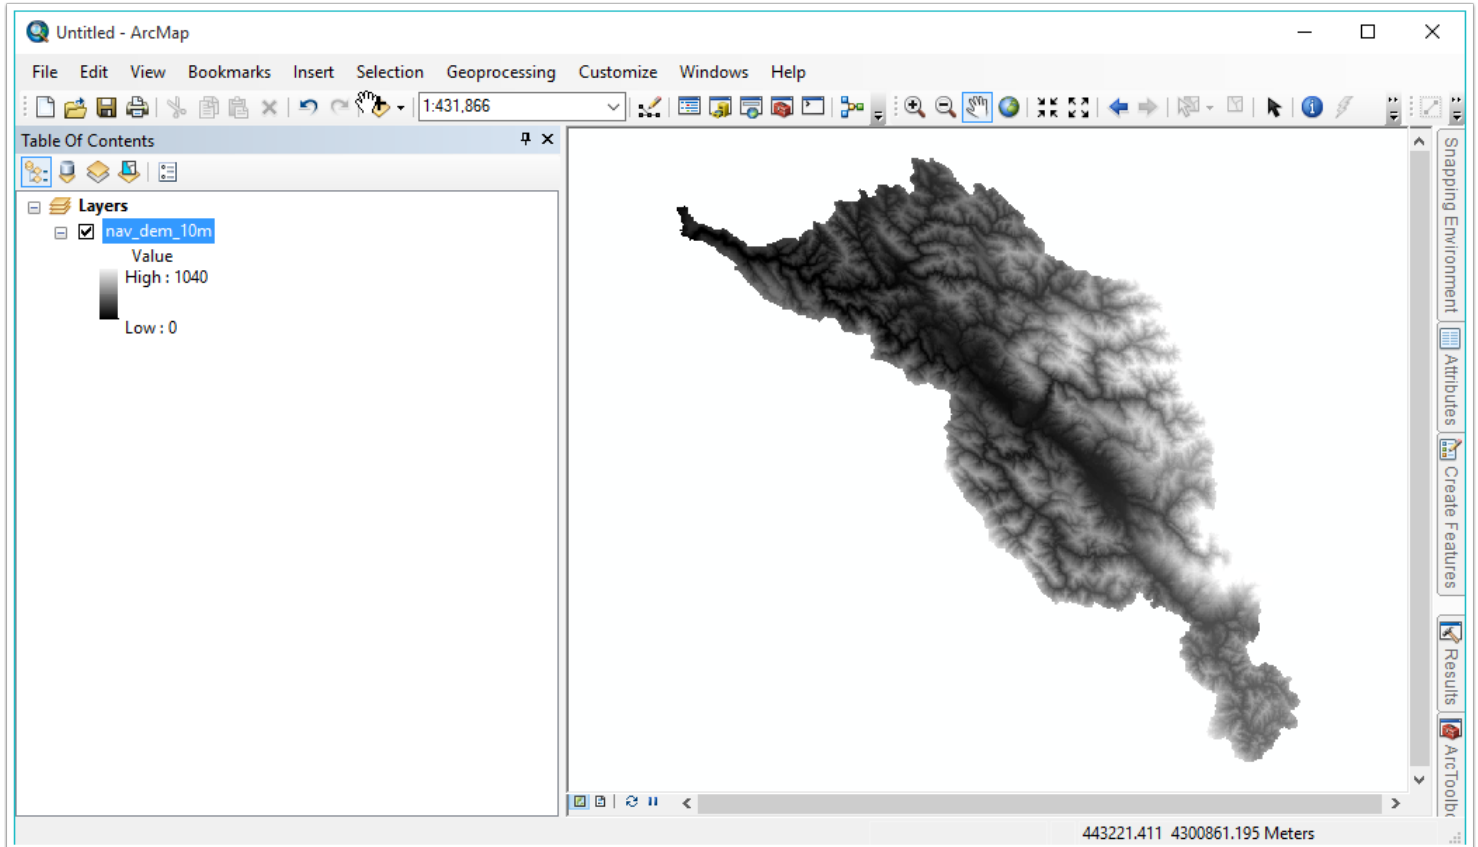 Untitled - ArcMap
File Edit View Bookmarks Insert Selection Geoprocessing Customize Windows Help
1:431,866
Table Of Contents
Layers
nav_dem_10m
Value
High : 1040
Low : 0
Snapping Environment
Attributes
Create Features
Results
ArcToolbo
443221.411 4300861.195 Meters